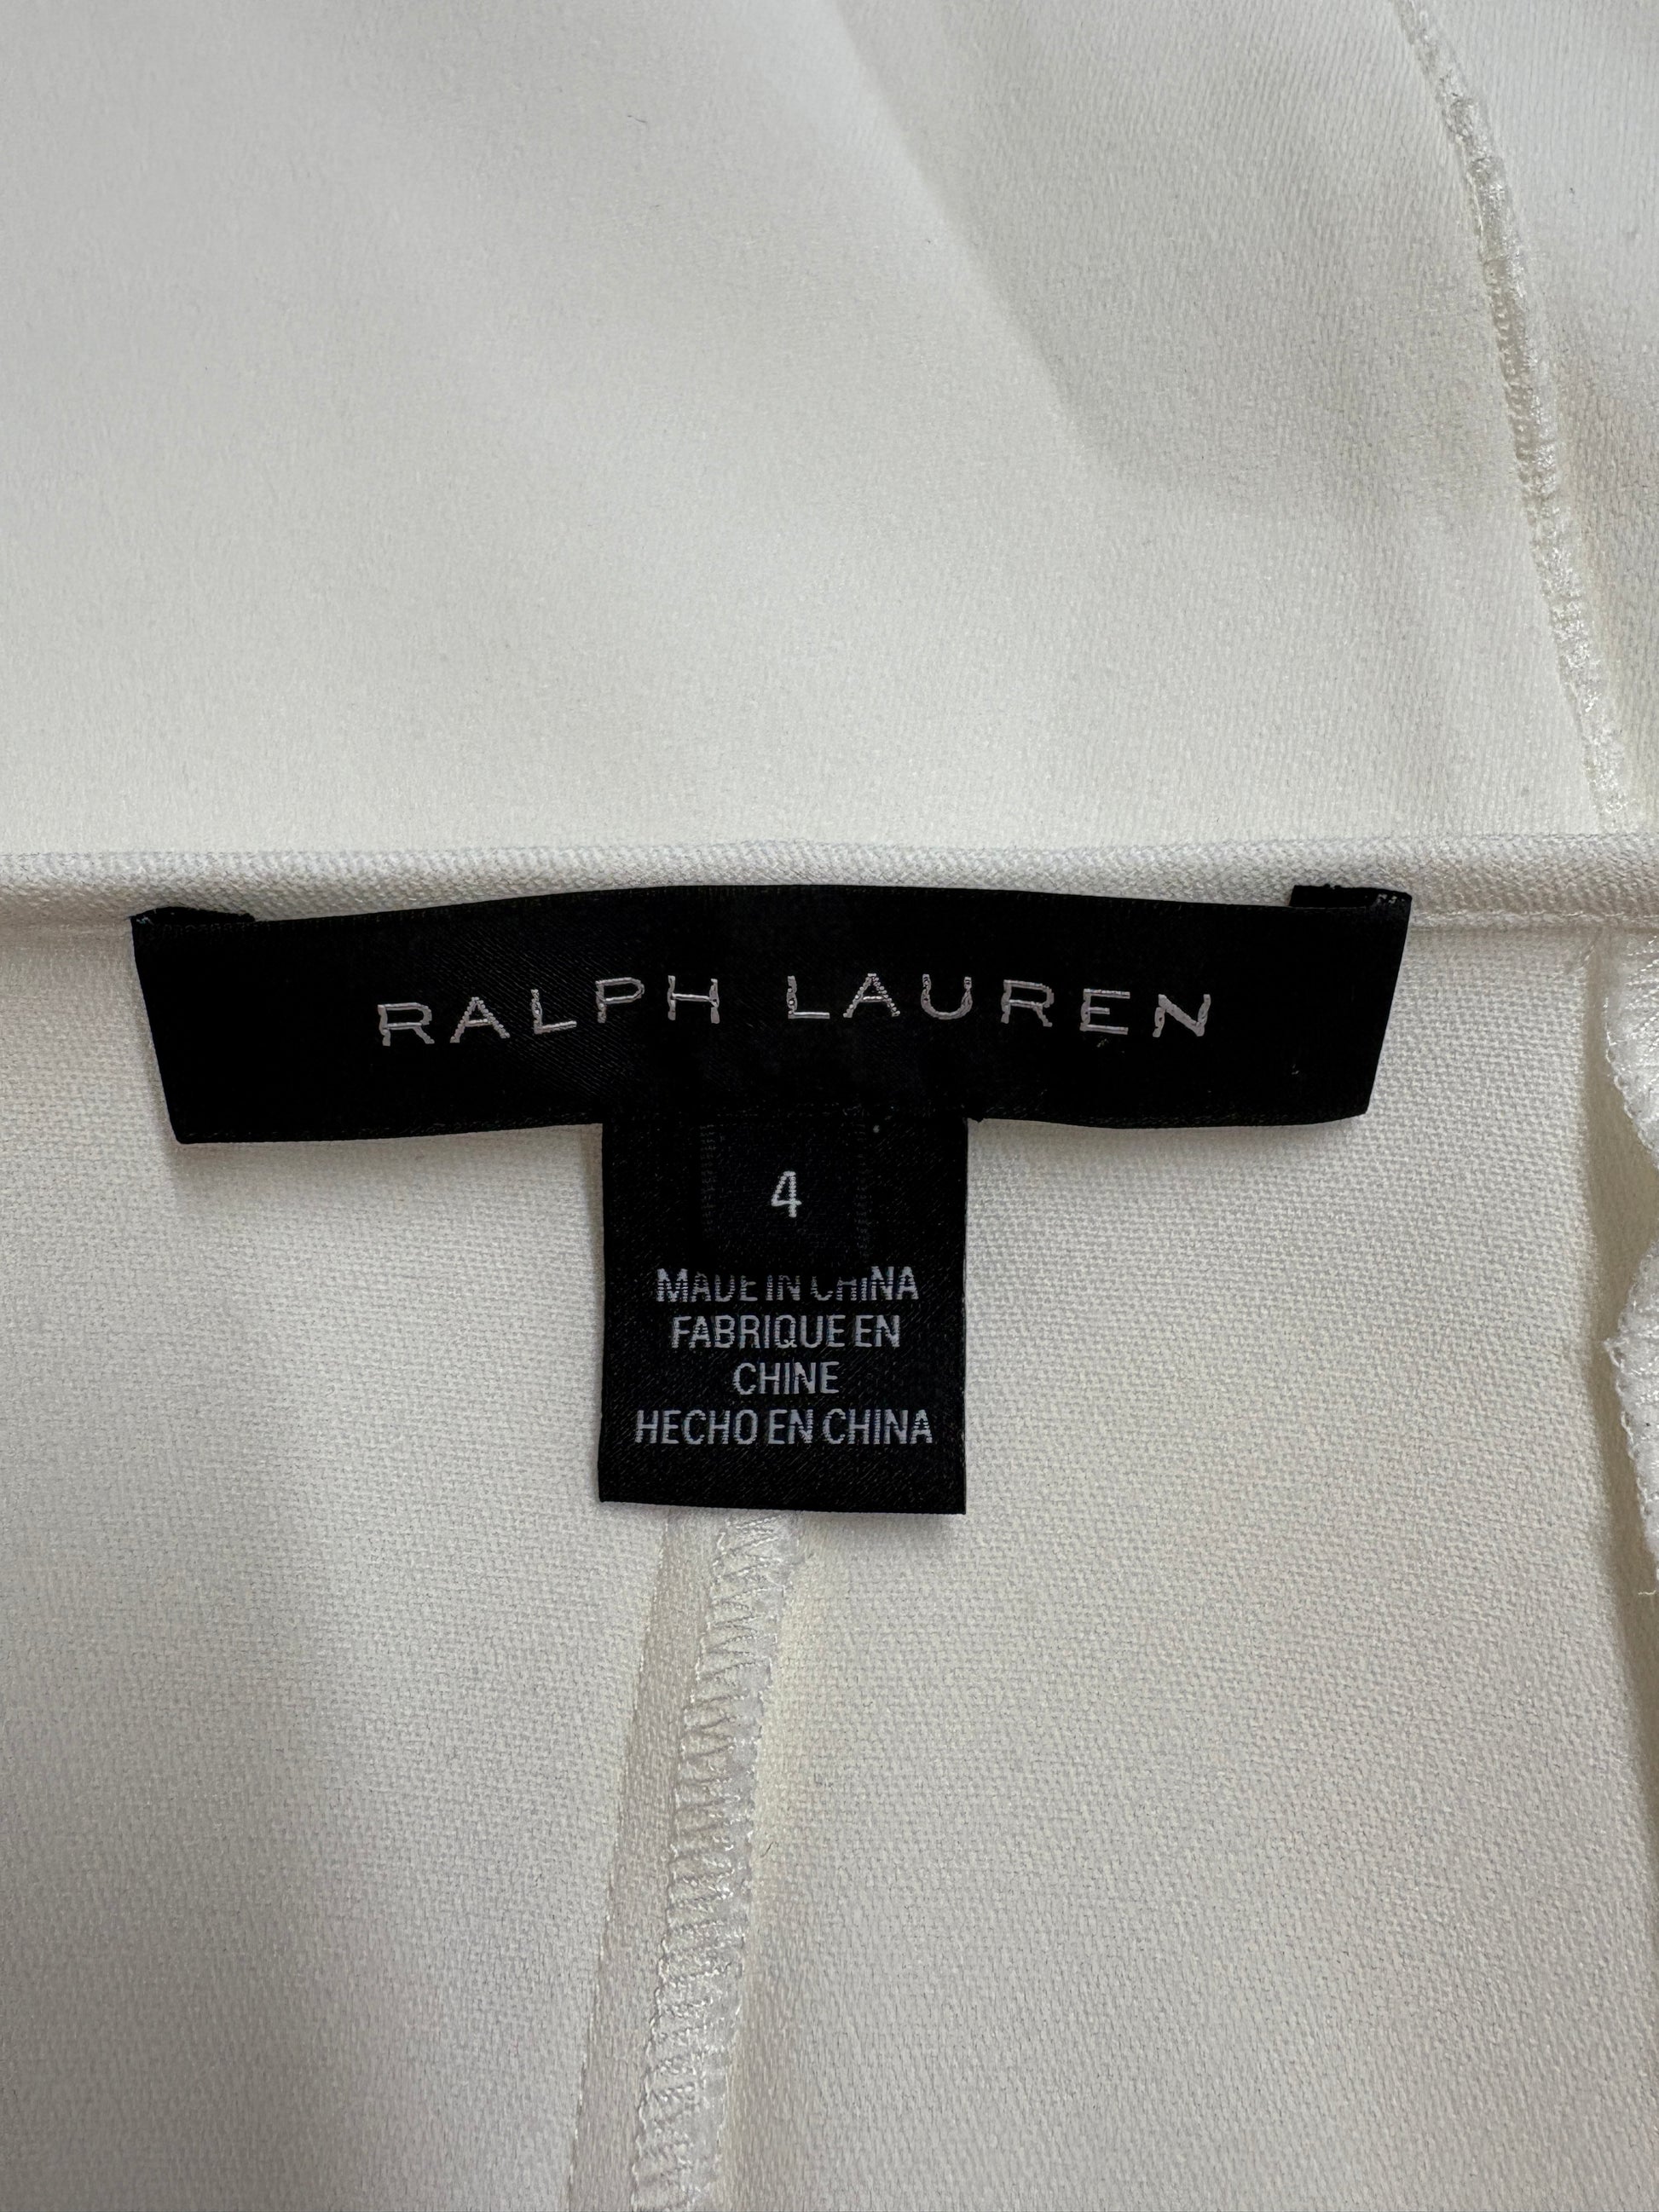 RALPH LAUREN
4
MADE IN CHINA
FABRIQUE EN
CHINE
HECHO EN CHINA